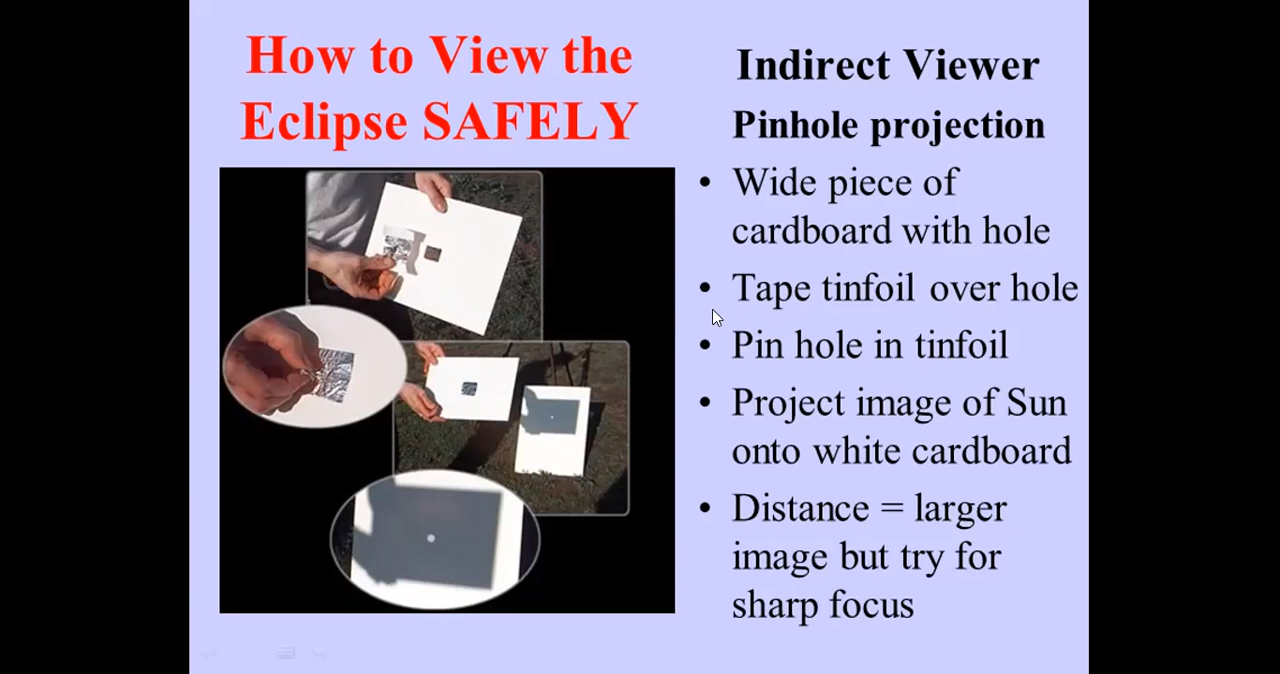 How to View the
Eclipse SAFELY
Indirect Viewer
Pinhole projection
• Wide piece of
cardboard with hole
• Tape tinfoil over hole
• Pin hole in tinfoil
• Project image of Sun
onto white cardboard
• Distance = larger
image but try for
sharp focus